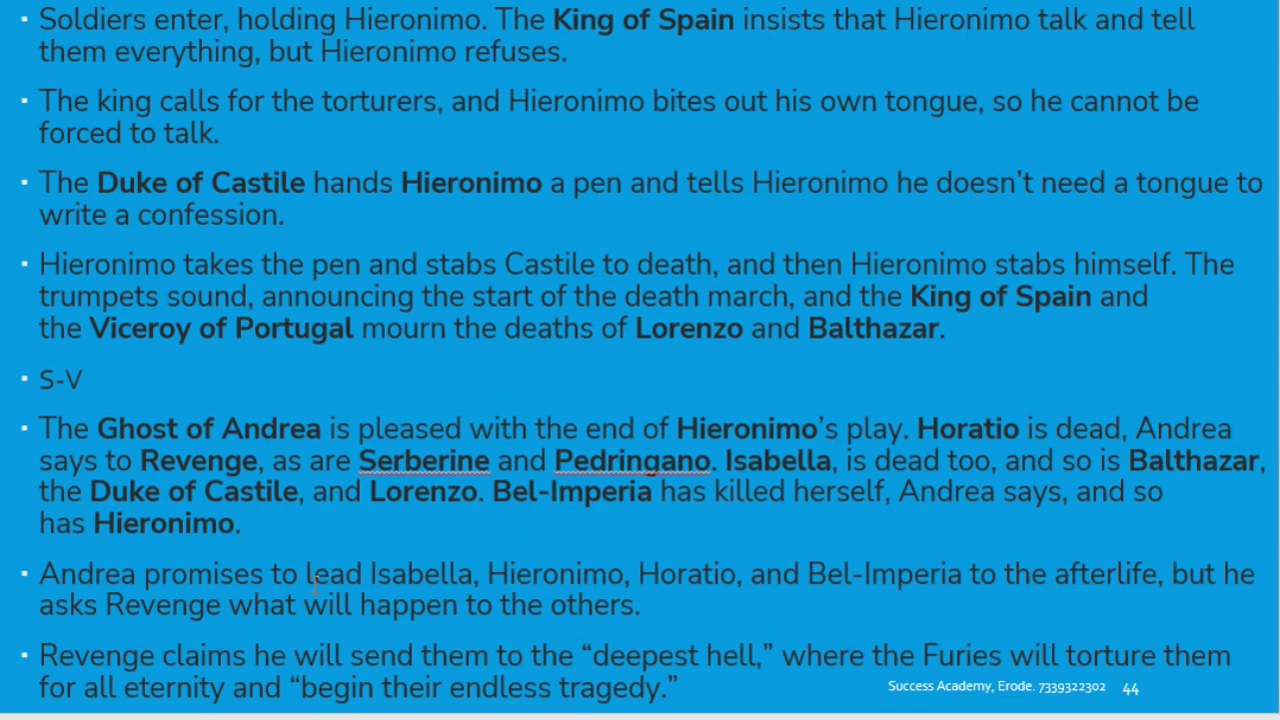 ▪ Soldiers enter, holding Hieronimo. The King of Spain insists that Hieronimo talk and tell
them everything, but Hieronimo refuses.
▪ The king calls for the torturers, and Hieronimo bites out his own tongue, so he cannot be
forced to talk.
▪ The Duke of Castile hands Hieronimo a pen and tells Hieronimo he doesn’t need a tongue to
write a confession.
▪ Hieronimo takes the pen and stabs Castile to death, and then Hieronimo stabs himself. The
trumpets sound, announcing the start of the death march, and the King of Spain and
the Viceroy of Portugal mourn the deaths of Lorenzo and Balthazar.
▪ S-V
▪ The Ghost of Andrea is pleased with the end of Hieronimo’s play. Horatio is dead, Andrea
says to Revenge, as are Serberine and Pedringano. Isabella, is dead too, and so is Balthazar,
the Duke of Castile, and Lorenzo. Bel-Imperia has killed herself, Andrea says, and so
has Hieronimo.
▪ Andrea promises to lead Isabella, Hieronimo, Horatio, and Bel-Imperia to the afterlife, but he
asks Revenge what will happen to the others.
▪ Revenge claims he will send them to the “deepest hell,” where the Furies will torture them
for all eternity and “begin their endless tragedy.”
Success Academy, Erode. 7339322302 44